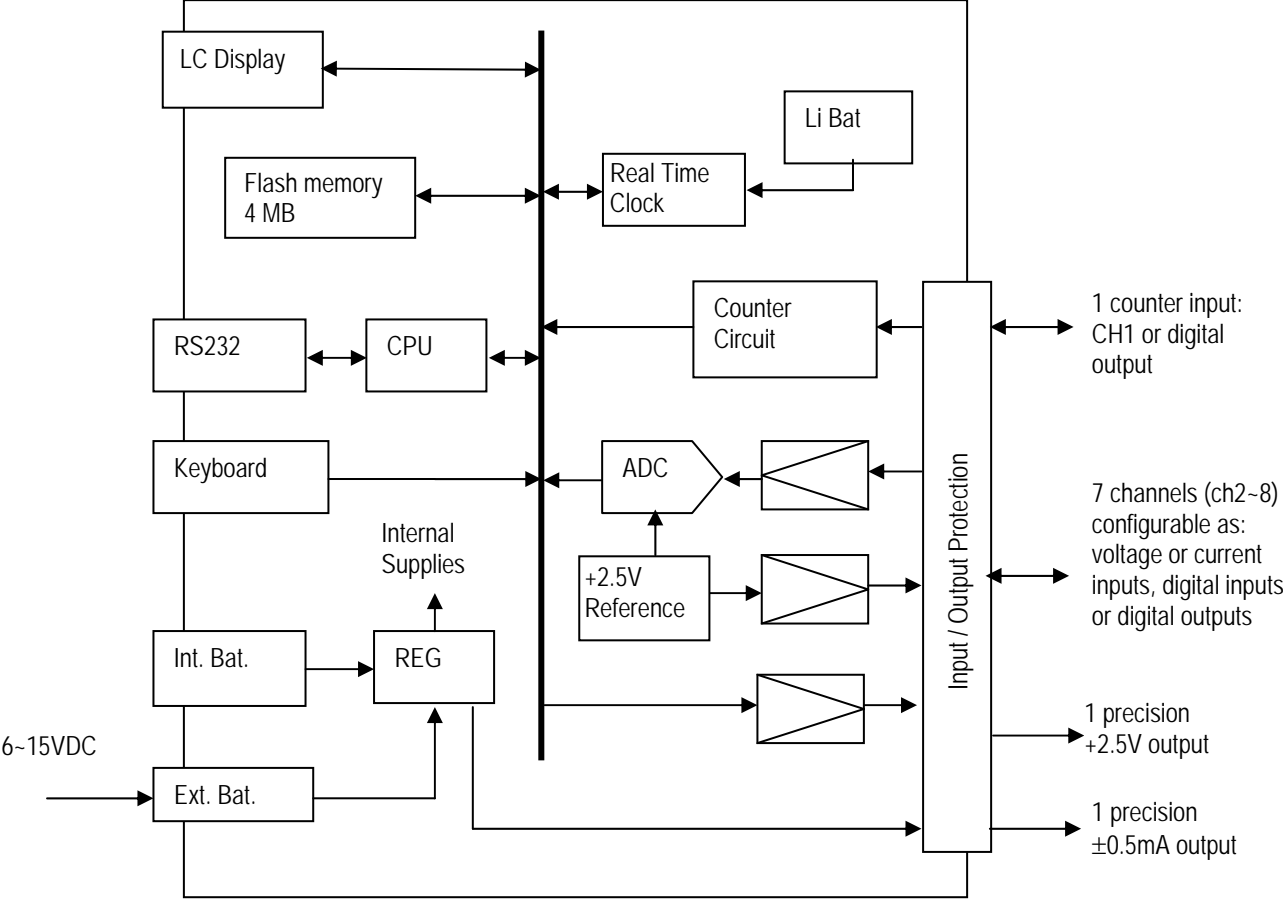 LC Display
Li Bat
Flash memory
4 MB
Real Time
Clock
Counter
Circuit
1 counter input:
CH1 or digital
output
RS232
CPU
Keyboard
ADC
Input / Output Protection
7 channels (ch2~8)
configurable as:
voltage or current
inputs, digital inputs
or digital outputs
Internal
Supplies
+2.5V
Reference
Int. Bat.
REG
1 precision
+2.5V output
6~15VDC
Ext. Bat.
1 precision
±0.5mA output